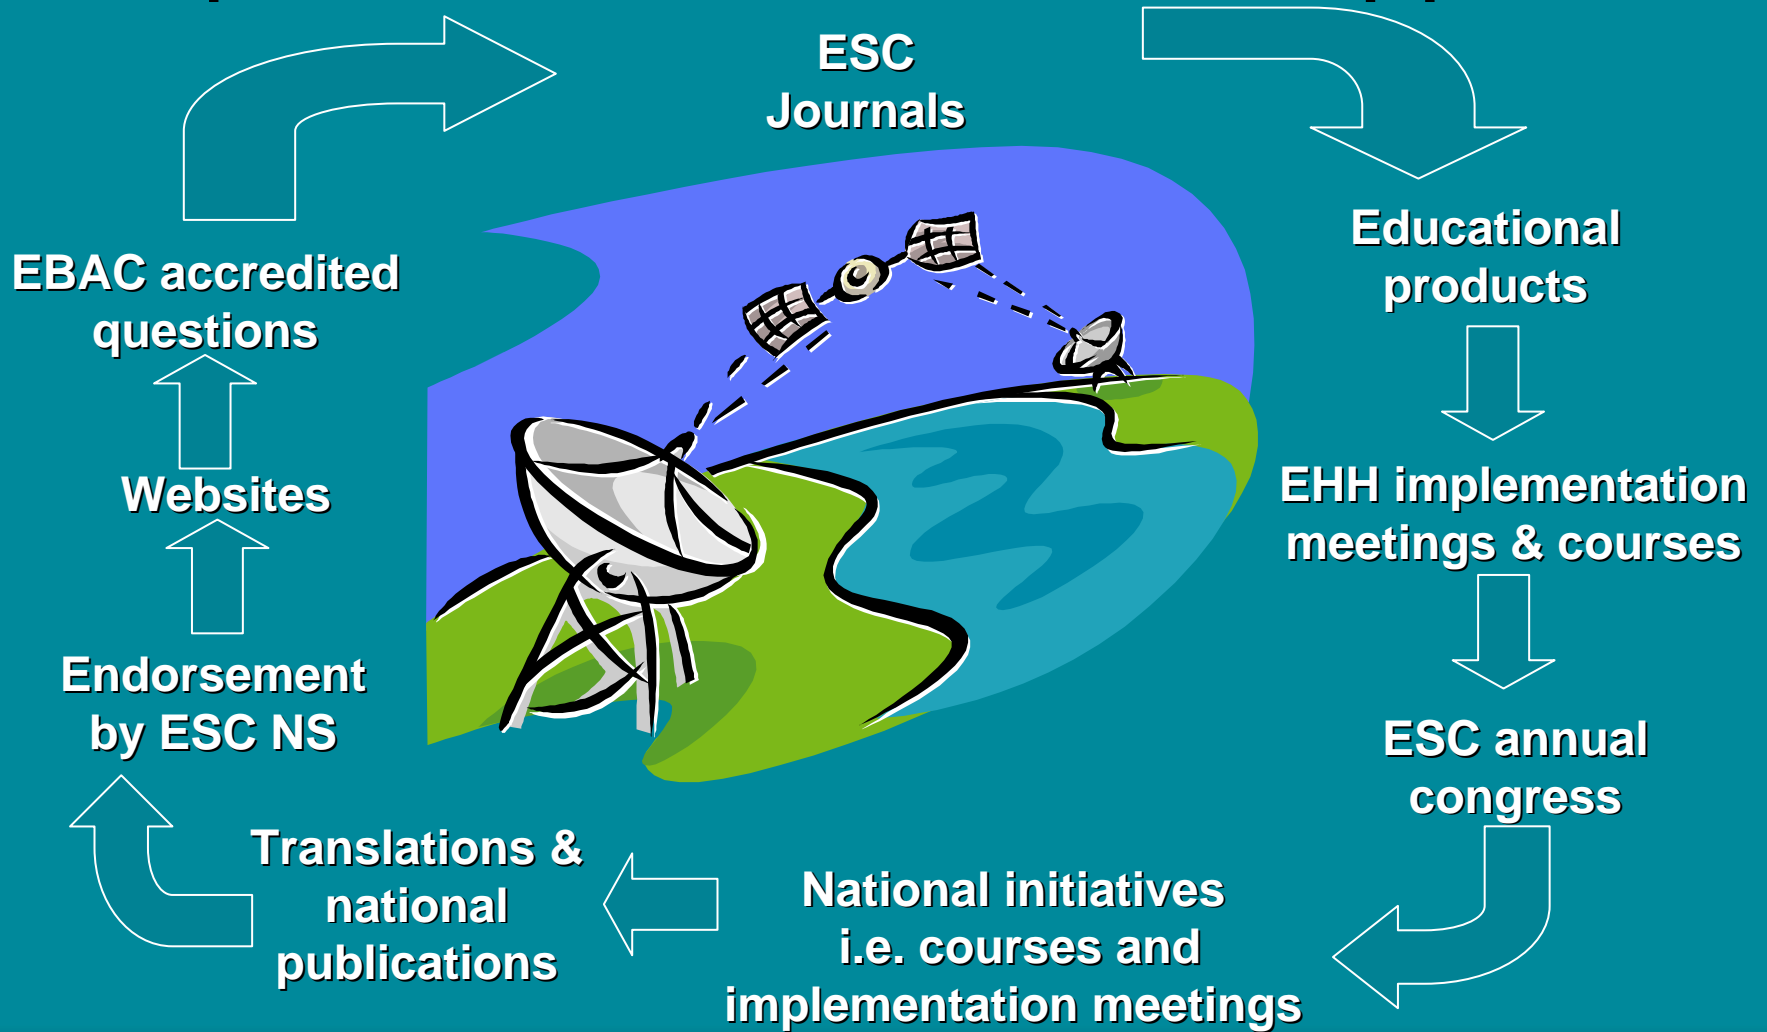 ESC
Journals
Educational
products
EHH implementation
meetings & courses
ESC annual
congress
National initiatives
i.e. courses and
implementation meetings
Translations &
national
publications
Endorsement
by ESC NS
Websites
EBAC accredited
questions